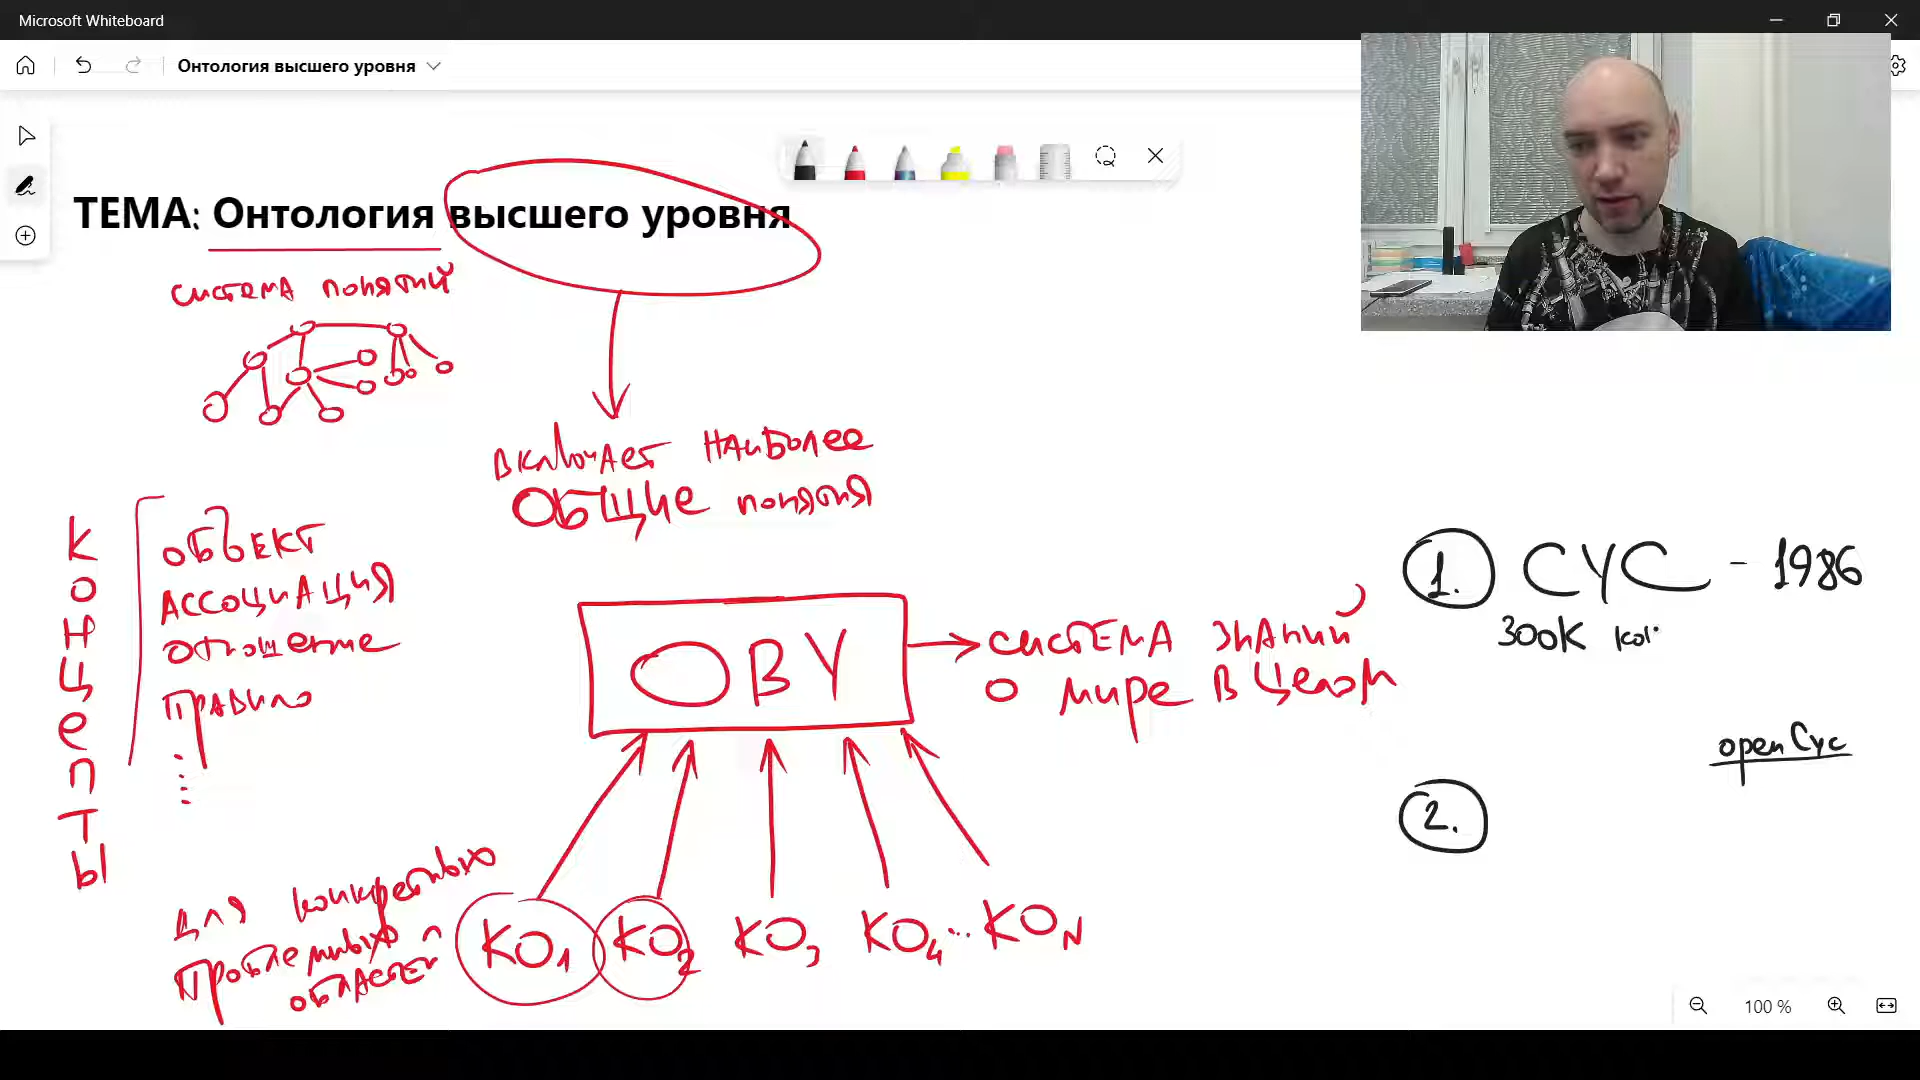 Microsoft Whiteboard
Онтология высшего уровня
ТЕМА: Онтология высшего уровня
система понятий
включает наиболее
общие понятия
концепты
объект
ассоциация
отношение
правило
...
ОВУ
система знаний
о мире в целом
1. CYC - 1986
300K
openCyc
2.
для конкретных
проблемных
областей
КО1 КО2 КО3 КО4 ... КОN
100 %